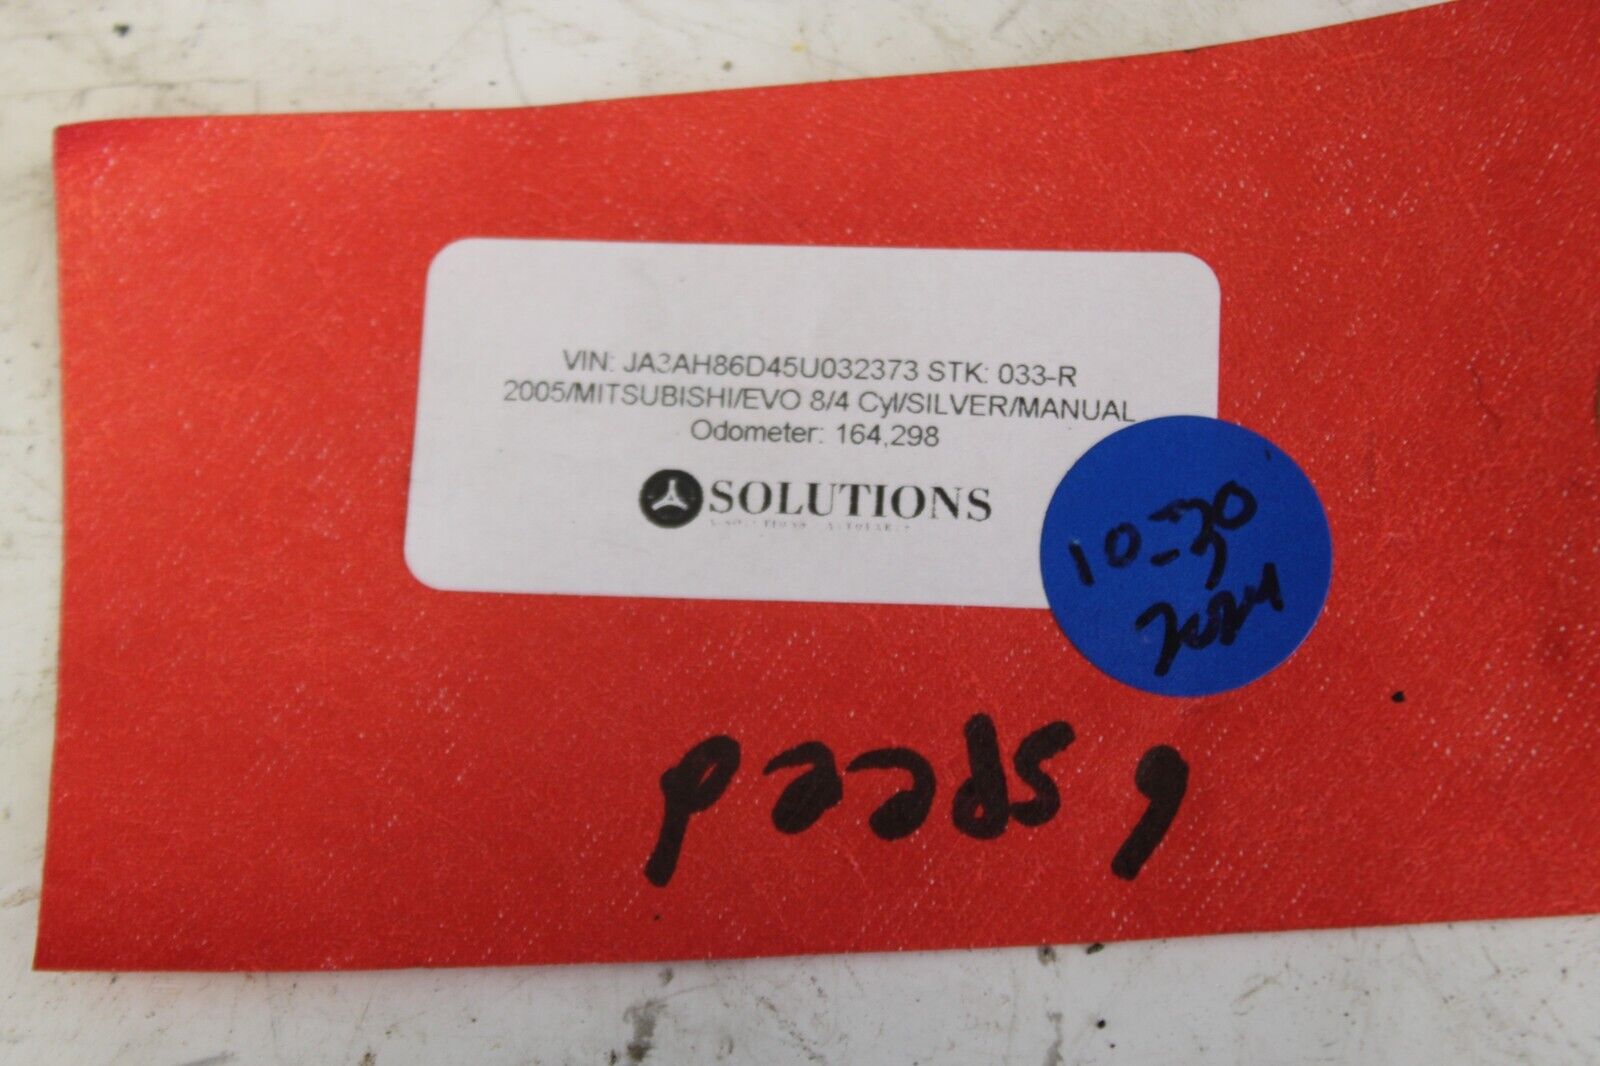 VIN: JA3AH86D45U032373 STK: 033-R
2005/MITSUBISHI/EVO 8/4 Cyl/SILVER/MANUAL
Odometer: 164,298
SOLUTIONS
10-30
2024
6 speed